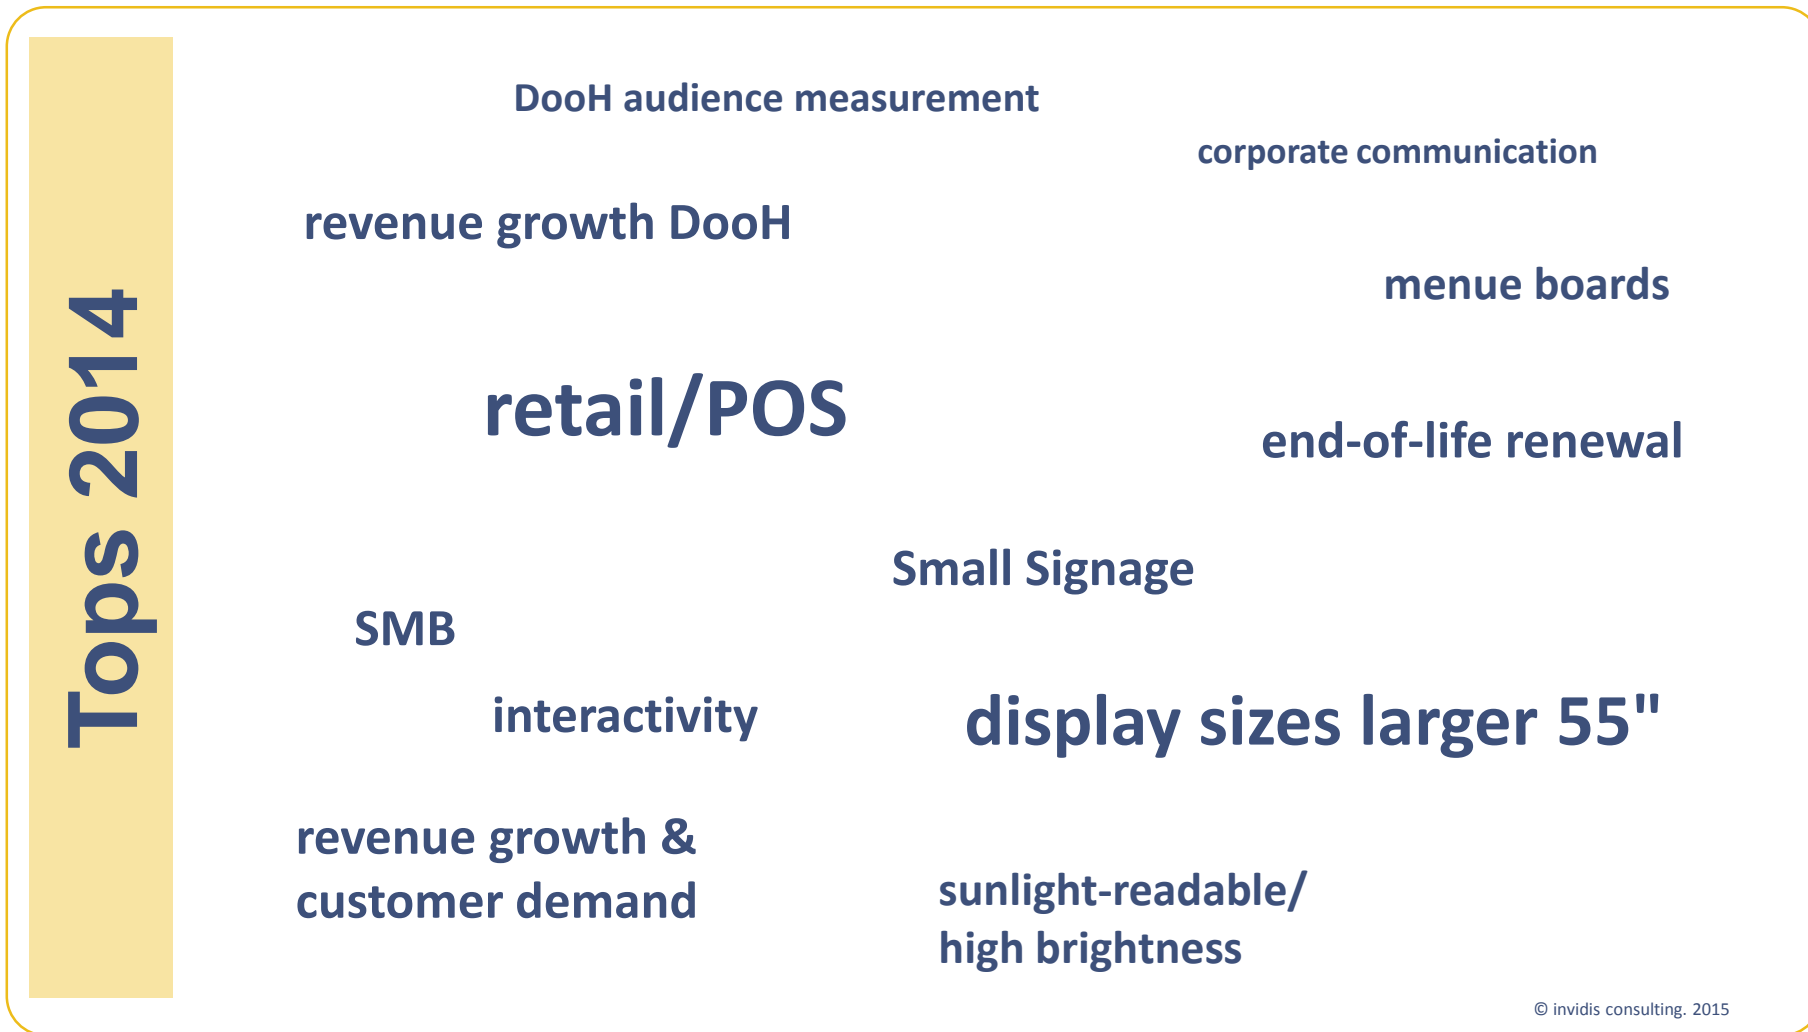 Tops 2014
DooH audience measurement
corporate communication
revenue growth DooH
menue boards
retail/POS
end-of-life renewal
Small Signage
SMB
interactivity
display sizes larger 55"
revenue growth &
customer demand
sunlight-readable/
high brightness
© invidis consulting. 2015